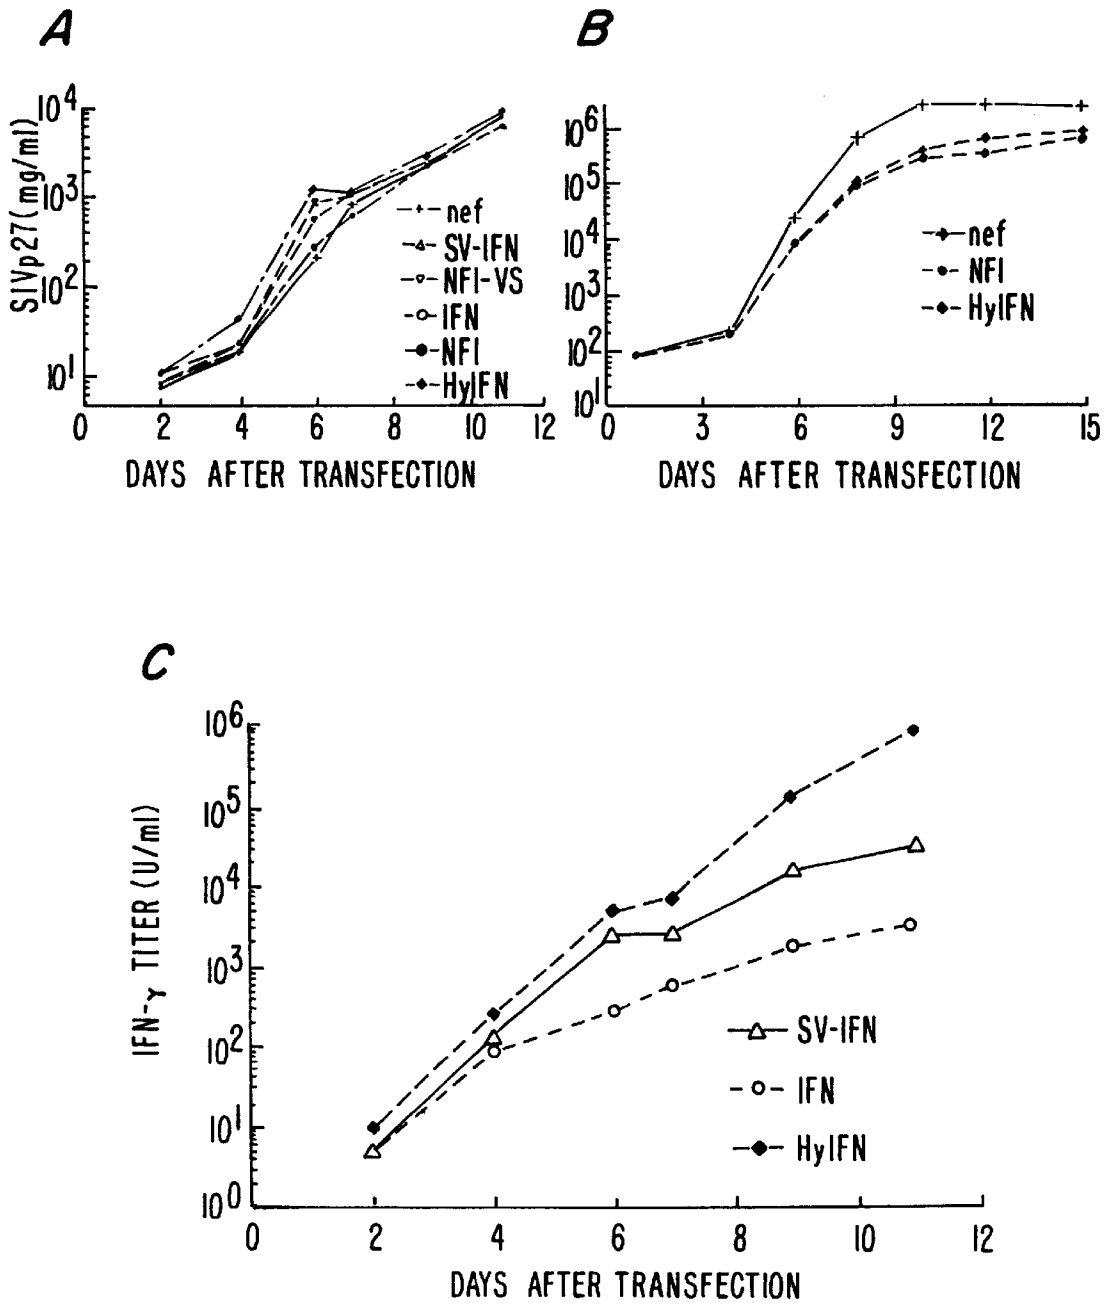 A
SIVp27(mg/ml)
10⁴
10³
10²
10¹
0 2 4 6 8 10 12
DAYS AFTER TRANSFECTION
nef
SV-IFN
NFI-VS
IFN
NFI
HyIFN
B
10⁶
10⁵
10⁴
10³
10²
10¹
0 3 6 9 12 15
DAYS AFTER TRANSFECTION
nef
NFI
HyIFN
C
IFN-γ TITER (U/ml)
10⁶
10⁵
10⁴
10³
10²
10¹
10⁰
0 2 4 6 8 10 12
DAYS AFTER TRANSFECTION
SV-IFN
IFN
HyIFN